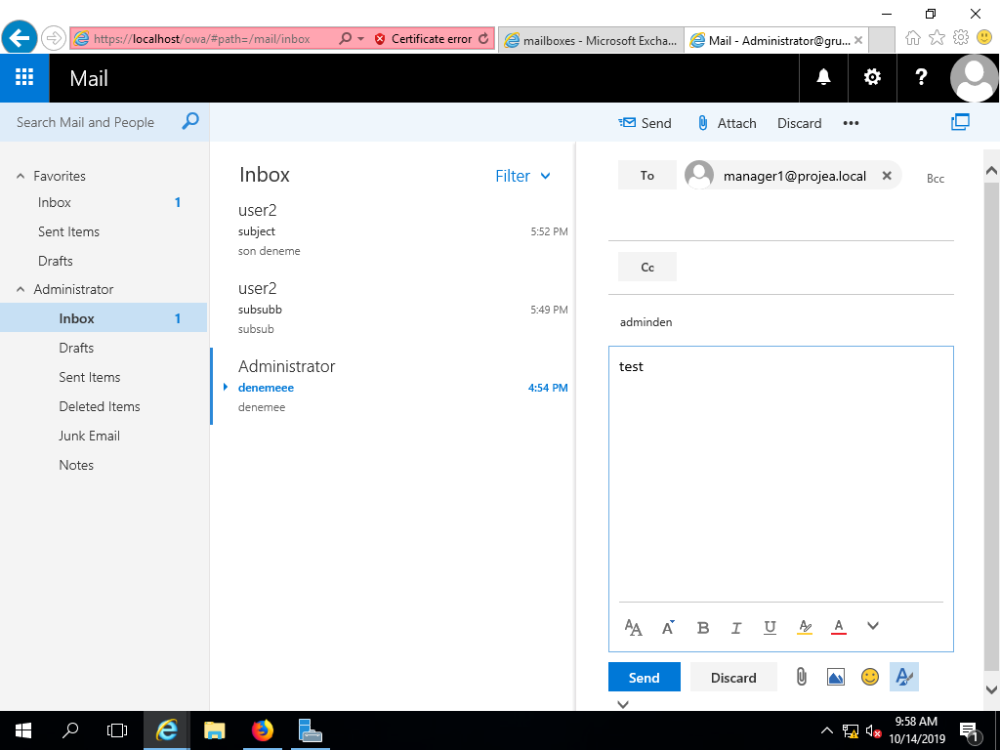 https://localhost/owa/#path=/mail/inbox
Certificate error
mailboxes - Microsoft Excha...
Mail - Administrator@gru...
Mail
?
Search Mail and People
Send
Attach
Discard
•••
Favorites
Inbox 1
Sent Items
Drafts
Administrator
Inbox 1
Drafts
Sent Items
Deleted Items
Junk Email
Notes
Inbox
Filter
user2
subject 5:52 PM
son deneme
user2
subsubb 5:49 PM
subsub
Administrator
denemeee 4:54 PM
denemee
To
manager1@projea.local
Bcc
Cc
adminden
test
AA A B I U A
Send
Discard
9:58 AM
10/14/2019
1